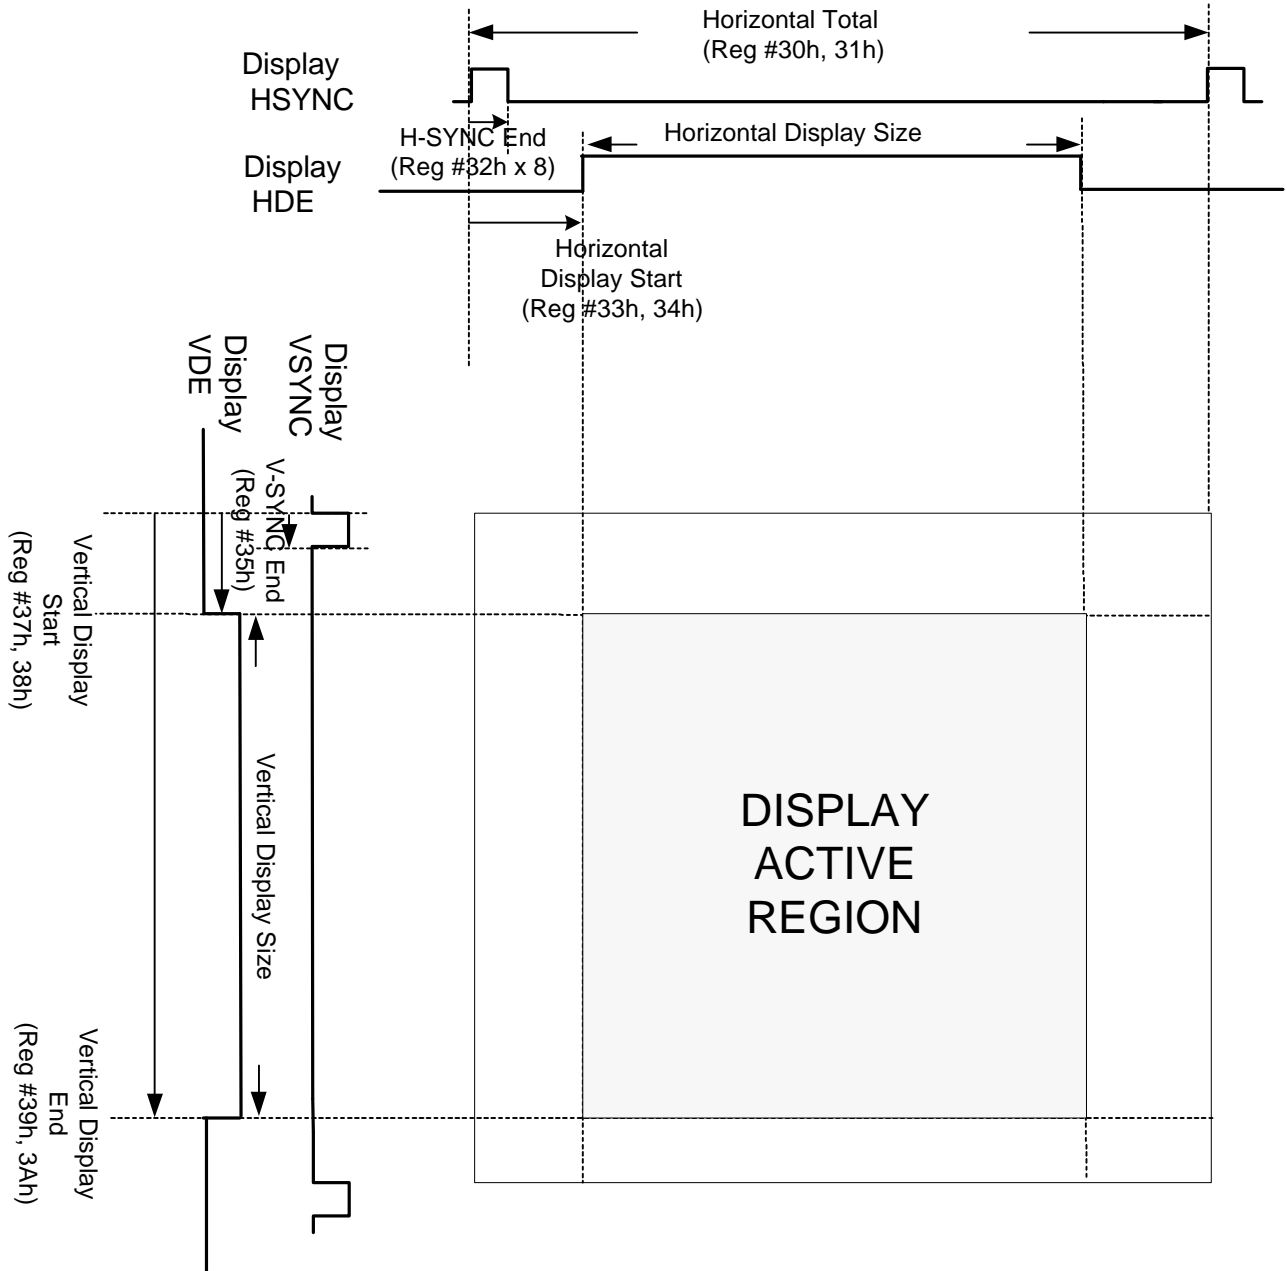 Horizontal Total
(Reg #30h, 31h)
Display
HSYNC
H-SYNC End
(Reg #32h x 8)
Horizontal Display Size
Display
HDE
Horizontal
Display Start
(Reg #33h, 34h)
Display
VSYNC
Display
VDE
V-SYNC End
(Reg #35h)
Vertical Display
Start
(Reg #37h, 38h)
Vertical Display Size
DISPLAY
ACTIVE
REGION
Vertical Display
End
(Reg #39h, 3Ah)